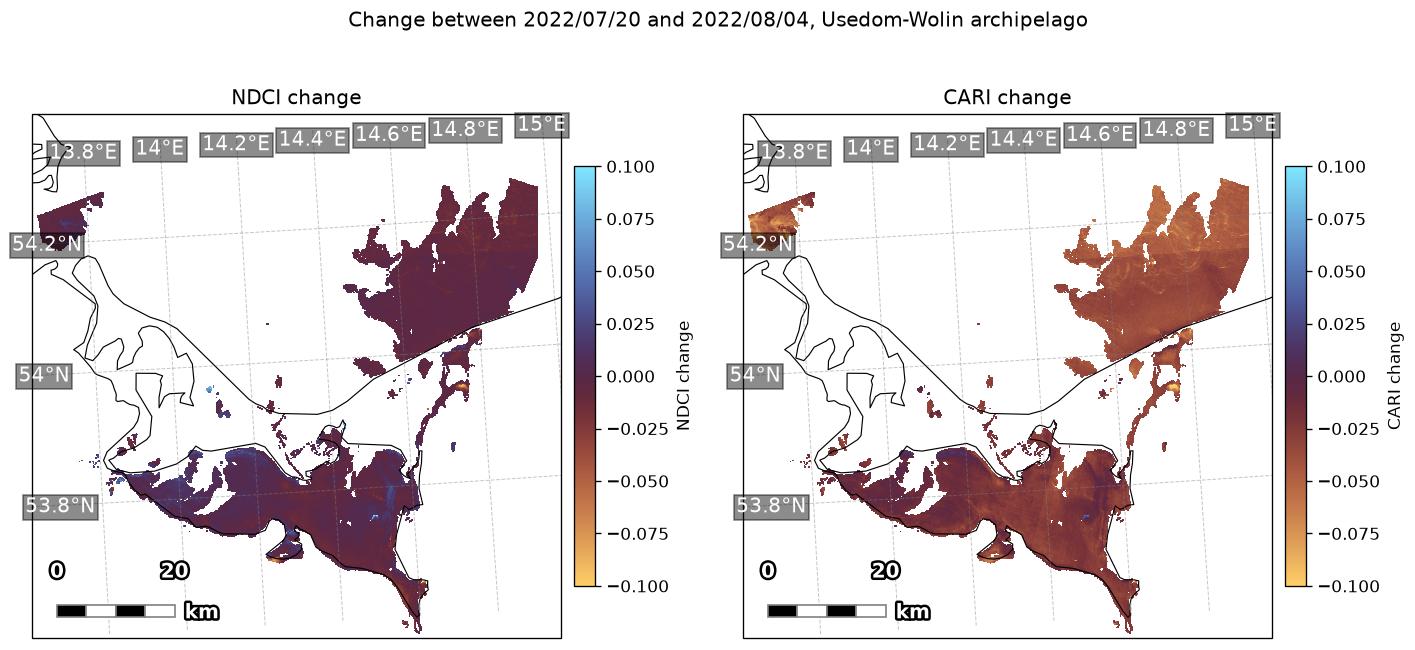 Change between 2022/07/20 and 2022/08/04, Usedom-Wolin archipelago
NDCI change
13.8°E
14°E
14.2°E
14.4°E
14.6°E
14.8°E
15°E
54.2°N
54°N
53.8°N
0
20
km
0.100
0.075
0.050
0.025
0.000
−0.025
−0.050
−0.075
−0.100
NDCI change
CARI change
13.8°E
14°E
14.2°E
14.4°E
14.6°E
14.8°E
15°E
54.2°N
54°N
53.8°N
0
20
km
0.100
0.075
0.050
0.025
0.000
−0.025
−0.050
−0.075
−0.100
CARI change